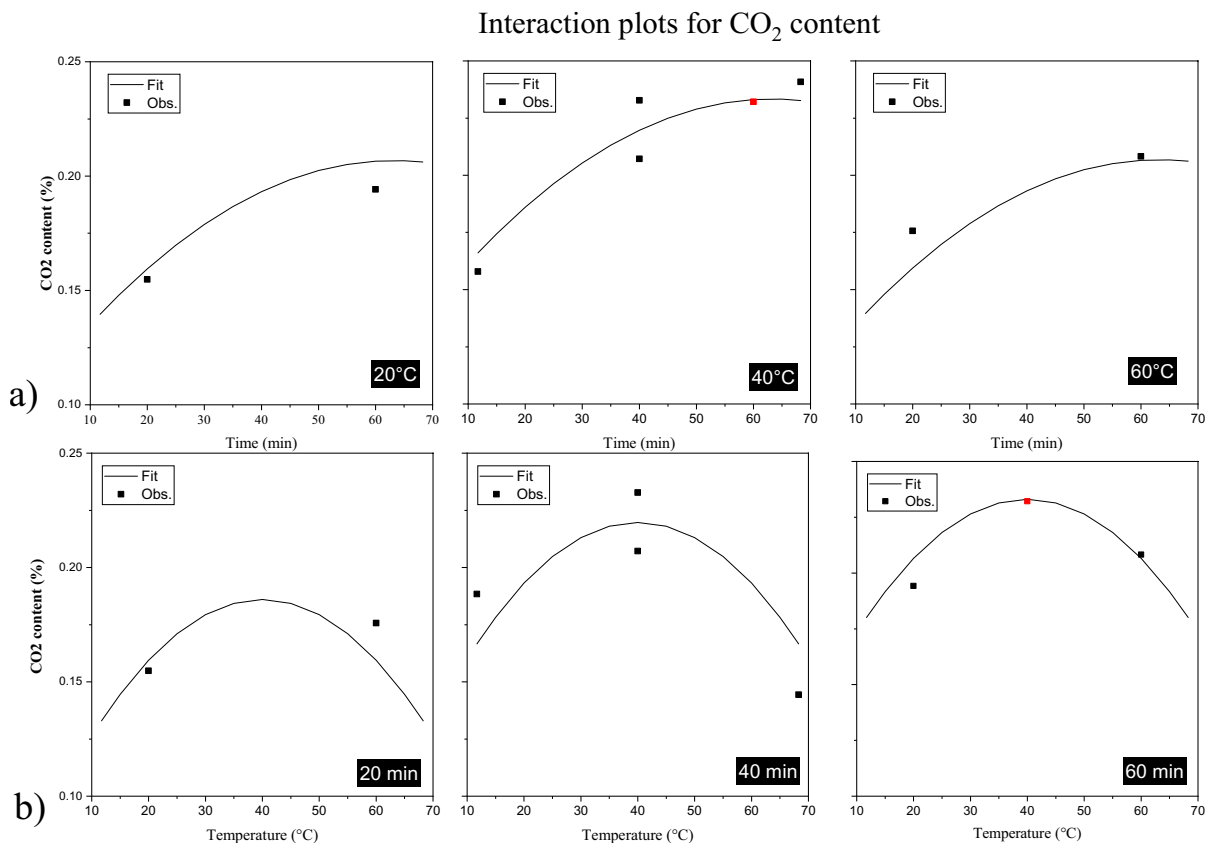 Interaction plots for CO₂ content
a)
CO2 content (%)
0.25
0.20
0.15
0.10
Fit
Obs.
20°C
10 20 30 40 50 60 70
Time (min)
Fit
Obs.
40°C
10 20 30 40 50 60 70
Time (min)
Fit
Obs.
60°C
10 20 30 40 50 60 70
Time (min)
b)
CO2 content (%)
0.25
0.20
0.15
0.10
Fit
Obs.
20 min
10 20 30 40 50 60 70
Temperature (°C)
Fit
Obs.
40 min
10 20 30 40 50 60 70
Temperature (°C)
Fit
Obs.
60 min
10 20 30 40 50 60 70
Temperature (°C)